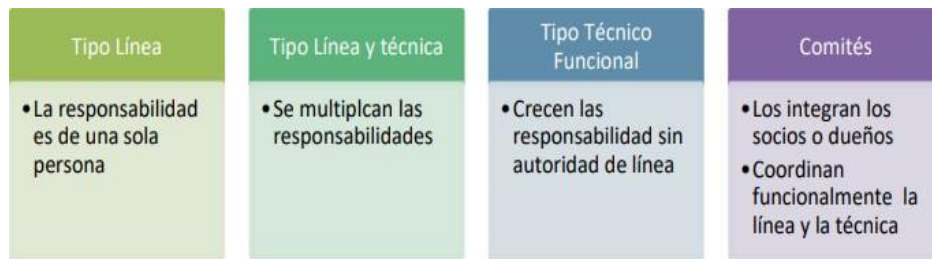 Tipo Línea
• La responsabilidad
es de una sola
persona
Tipo Línea y técnica
• Se multiplcan las
responsabilidades
Tipo Técnico
Funcional
• Crecen las
responsabilidad sin
autoridad de línea
Comités
• Los integran los
socios o dueños
• Coordinan
funcionalmente la
línea y la técnica